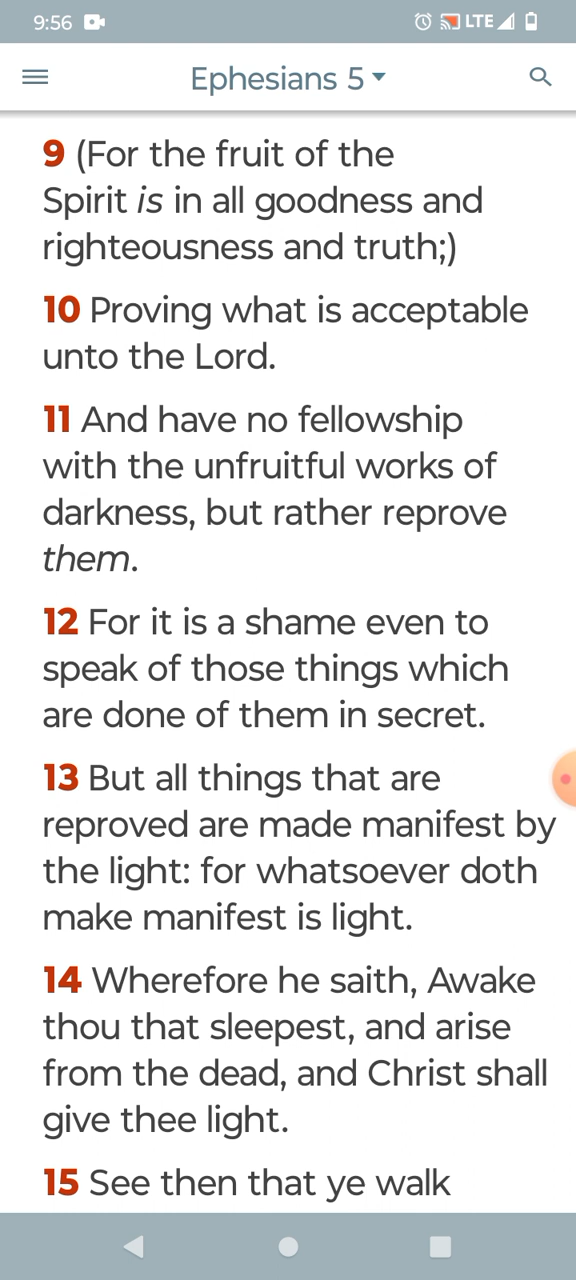 9:56 LTE
Ephesians 5
9 (For the fruit of the
Spirit is in all goodness and
righteousness and truth;)
10 Proving what is acceptable
unto the Lord.
11 And have no fellowship
with the unfruitful works of
darkness, but rather reprove
them.
12 For it is a shame even to
speak of those things which
are done of them in secret.
13 But all things that are
reproved are made manifest by
the light: for whatsoever doth
make manifest is light.
14 Wherefore he saith, Awake
thou that sleepest, and arise
from the dead, and Christ shall
give thee light.
15 See then that ye walk